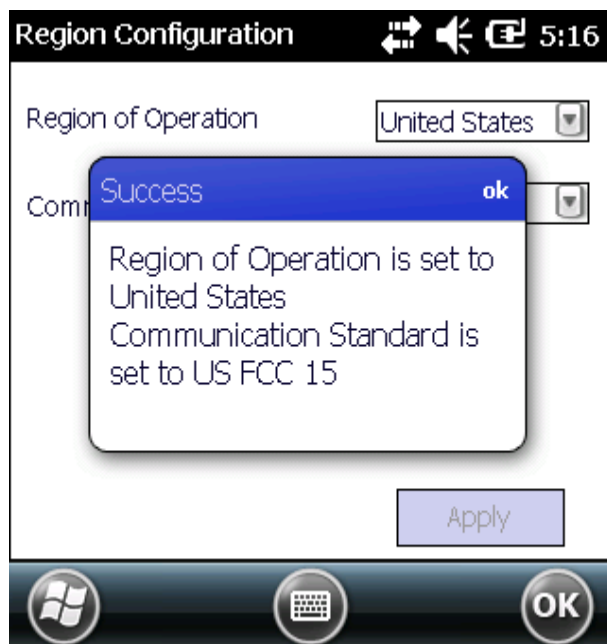 Region Configuration 5:16
Region of Operation United States
Comm
Success ok
Region of Operation is set to
United States
Communication Standard is
set to US FCC 15
Apply
OK